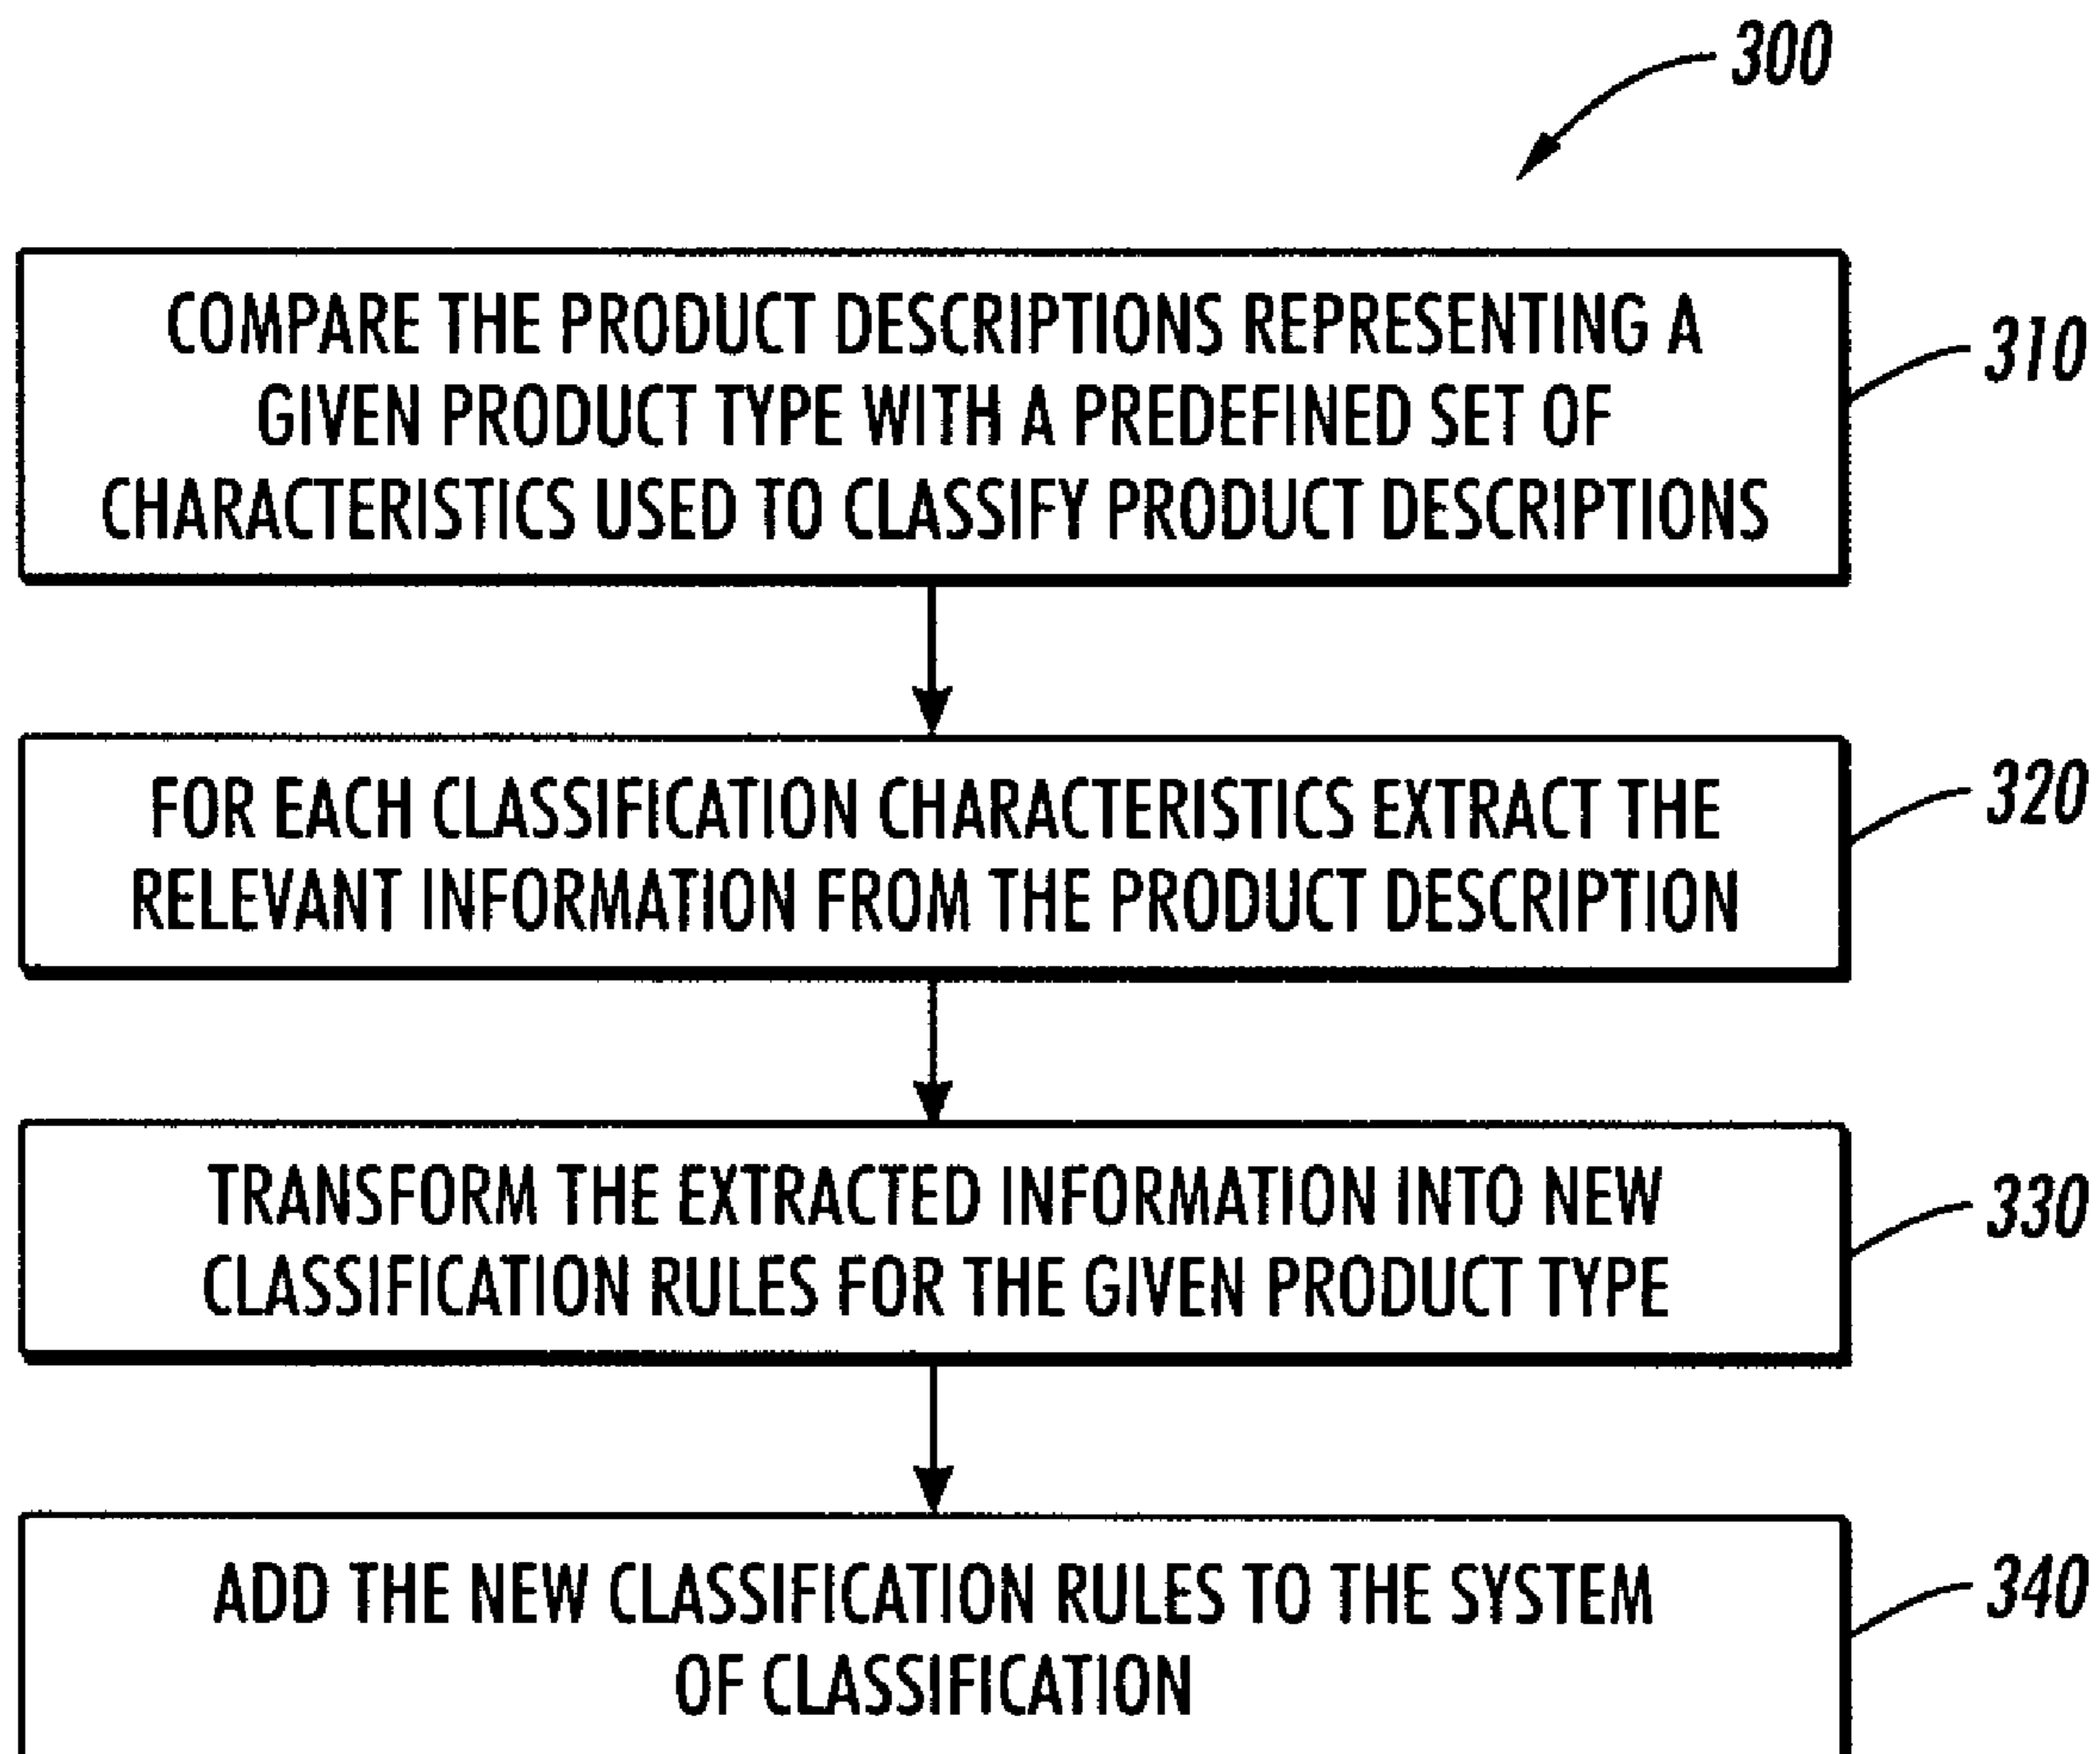 300
COMPARE THE PRODUCT DESCRIPTIONS REPRESENTING A
GIVEN PRODUCT TYPE WITH A PREDEFINED SET OF
CHARACTERISTICS USED TO CLASSIFY PRODUCT DESCRIPTIONS
310
FOR EACH CLASSIFICATION CHARACTERISTICS EXTRACT THE
RELEVANT INFORMATION FROM THE PRODUCT DESCRIPTION
320
TRANSFORM THE EXTRACTED INFORMATION INTO NEW
CLASSIFICATION RULES FOR THE GIVEN PRODUCT TYPE
330
ADD THE NEW CLASSIFICATION RULES TO THE SYSTEM
OF CLASSIFICATION
340